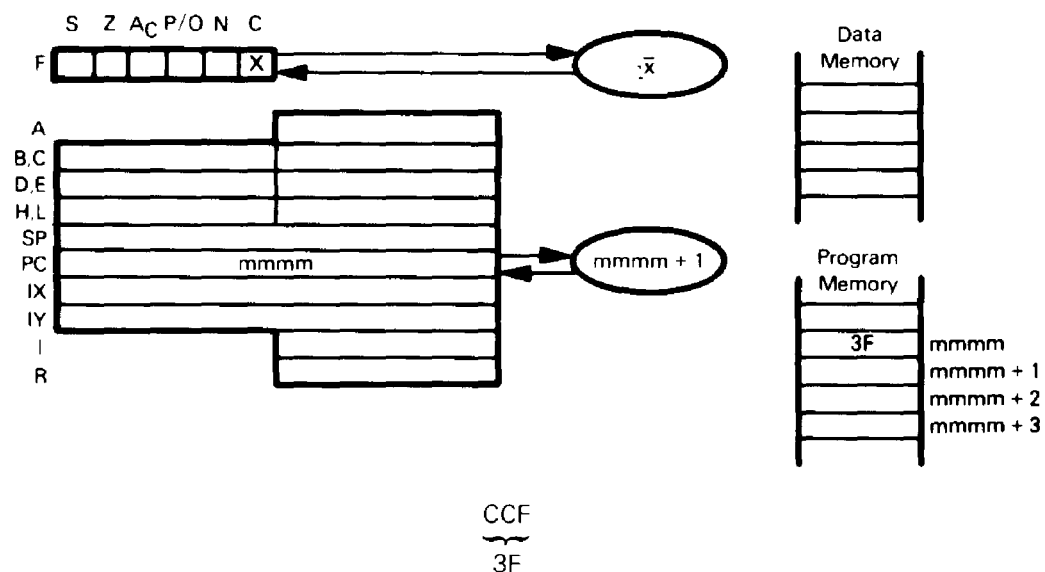 S Z AC P/O N C
F X
x̄
A
B,C
D,E
H,L
SP
PC mmmm
IX
IY
I
R
mmmm + 1
Data
Memory
Program
Memory
3F mmmm
mmmm + 1
mmmm + 2
mmmm + 3
CCF
3F